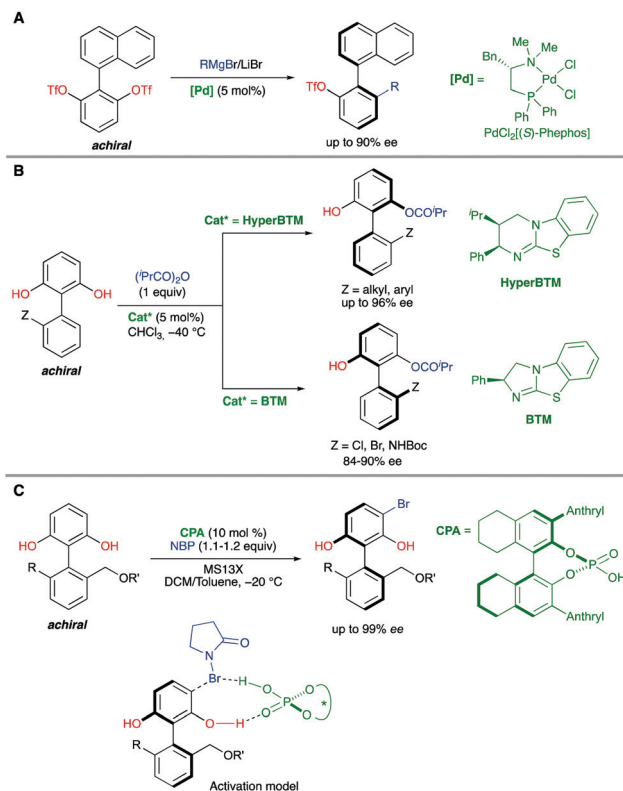 A
TfO
OTf
achiral
RMgBr/LiBr
[Pd] (5 mol%)
TfO
R
up to 90% ee
[Pd] =
Bn
Me
Me
N
Cl
Pd
Cl
P
Ph
Ph
PdCl2[(S)-Phephos]
B
HO
OH
Z
achiral
(iPrCO)2O
(1 equiv)
Cat* (5 mol%)
CHCl3, –40 °C
Cat* = HyperBTM
HO
OCOiPr
Z
Z = alkyl, aryl
up to 96% ee
iPr
N
Ph
N
S
HyperBTM
Cat* = BTM
HO
OCOiPr
Z
Z = Cl, Br, NHBoc
84-90% ee
N
Ph
N
S
BTM
C
HO
OH
R
OR'
achiral
CPA (10 mol %)
NBP (1.1-1.2 equiv)
MS13X
DCM/Toluene, –20 °C
Br
HO
OH
R
OR'
up to 99% ee
CPA =
Anthryl
O
O
P
O
OH
Anthryl
O
N
Br
H
O
O
P
O
O
*
HO
O
H
R
OR'
Activation model